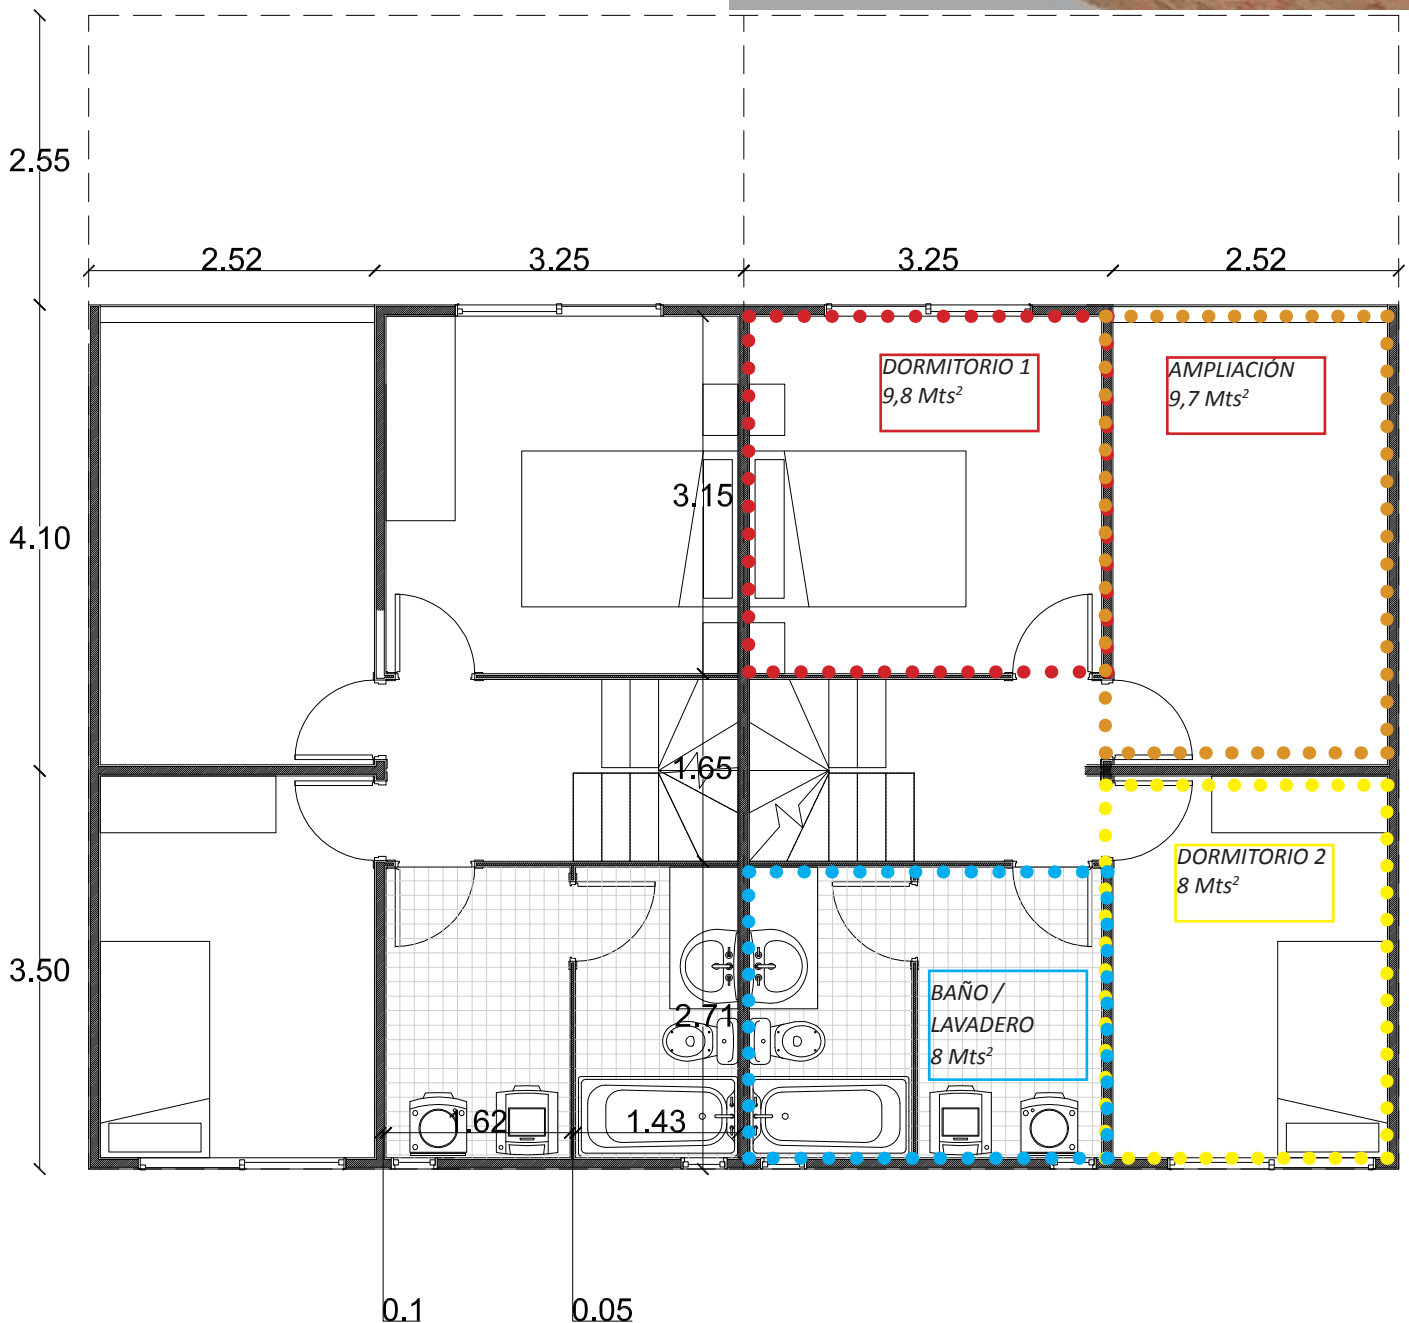 2.55
2.52
3.25
3.25
2.52
DORMITORIO 1
9,8 Mts²
AMPLIACIÓN
9,7 Mts²
3.15
4.10
1.65
DORMITORIO 2
8 Mts²
3.50
BAÑO /
LAVADERO
8 Mts²
2.71
1.62
1.43
0.1
0.05